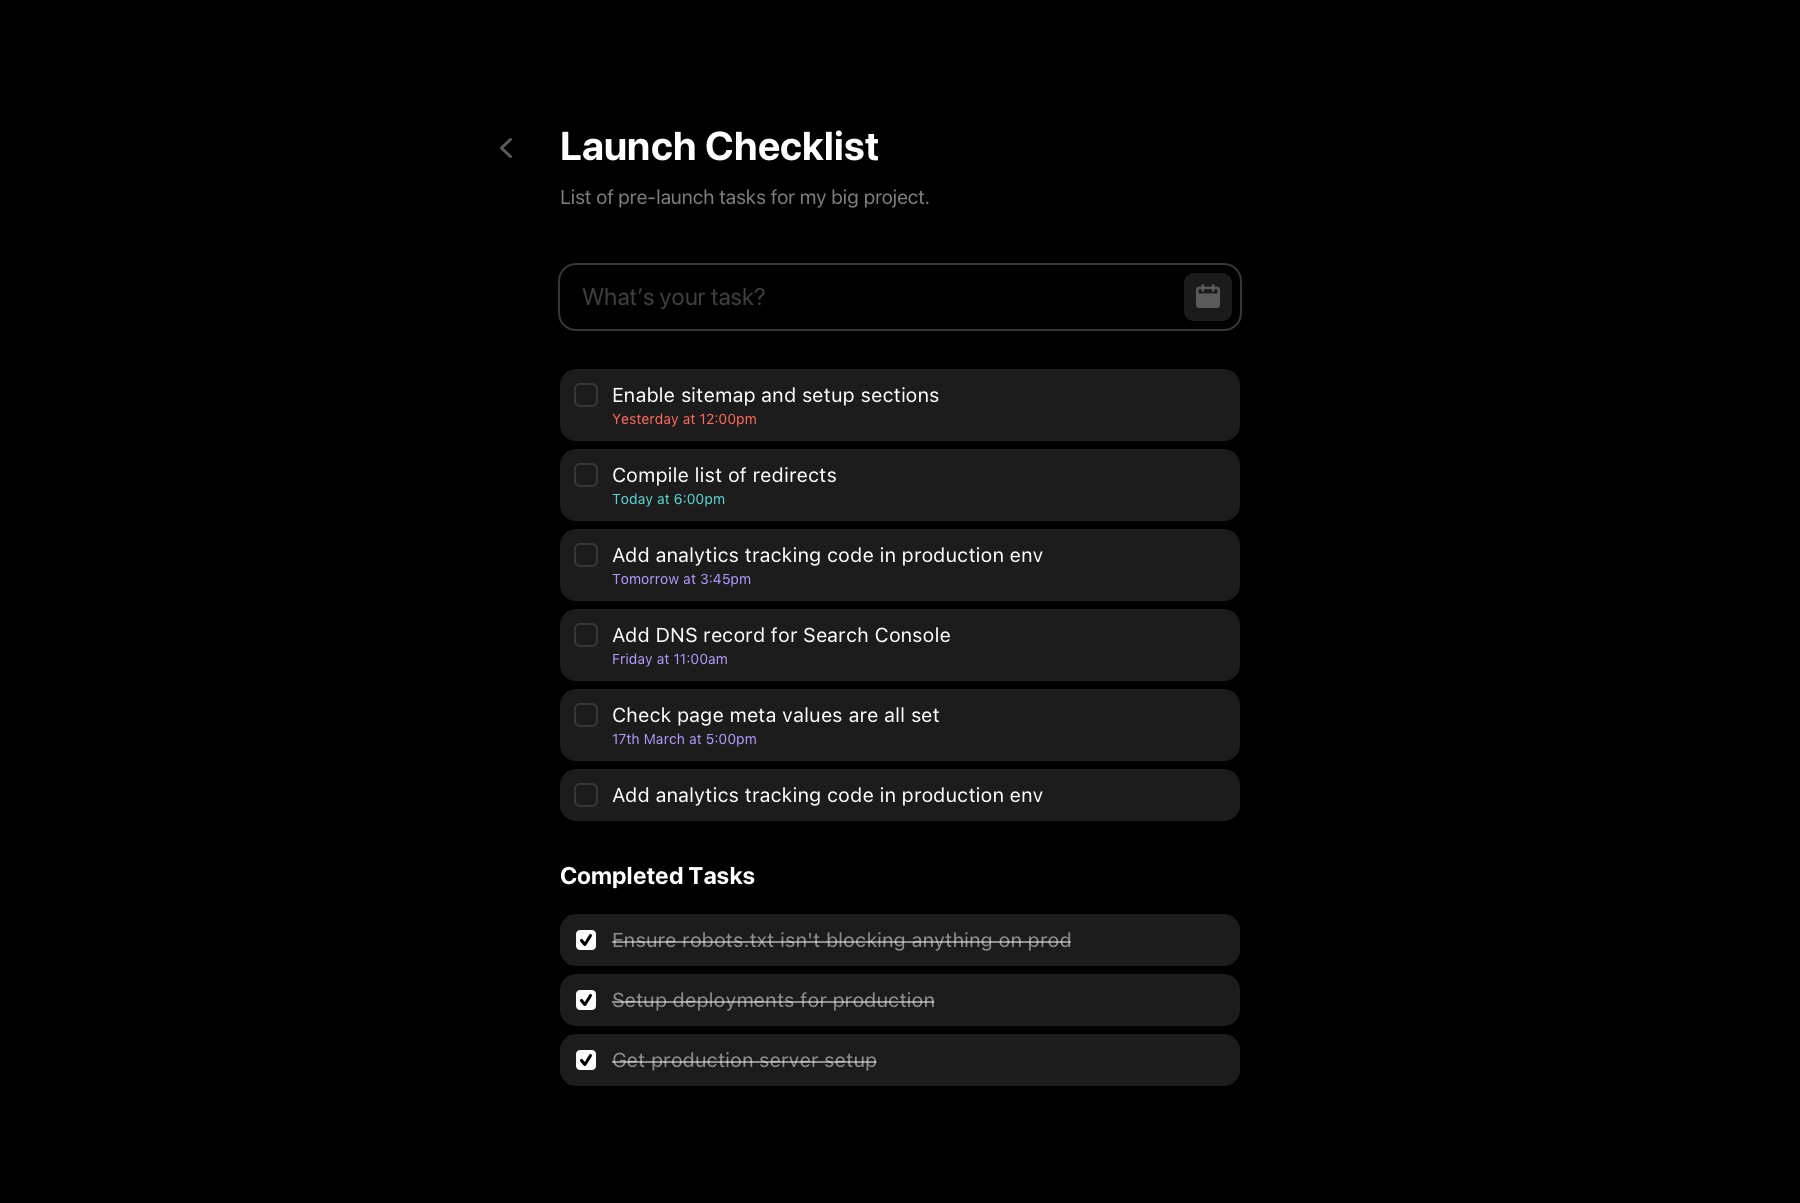 Launch Checklist
List of pre-launch tasks for my big project.
What’s your task?
Enable sitemap and setup sections
Yesterday at 12:00pm
Compile list of redirects
Today at 6:00pm
Add analytics tracking code in production env
Tomorrow at 3:45pm
Add DNS record for Search Console
Friday at 11:00am
Check page meta values are all set
17th March at 5:00pm
Add analytics tracking code in production env
Completed Tasks
Ensure robots.txt isn't blocking anything on prod
Setup deployments for production
Get production server setup